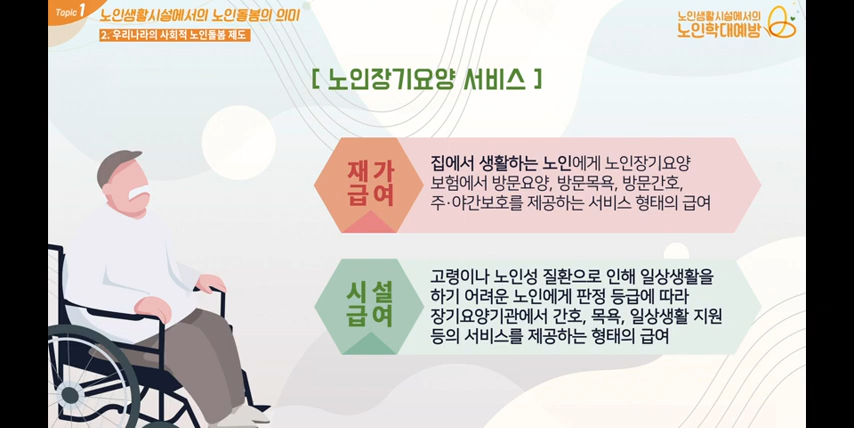 Topic 1 노인생활시설에서의 노인돌봄의 의미
2. 우리나라의 사회적 노인돌봄 제도
노인생활시설에서의
노인학대예방
[ 노인장기요양 서비스 ]
재가
급여
집에서 생활하는 노인에게 노인장기요양
보험에서 방문요양, 방문목욕, 방문간호,
주·야간보호를 제공하는 서비스 형태의 급여
시설
급여
고령이나 노인성 질환으로 인해 일상생활을
하기 어려운 노인에게 판정 등급에 따라
장기요양기관에서 간호, 목욕, 일상생활 지원
등의 서비스를 제공하는 형태의 급여